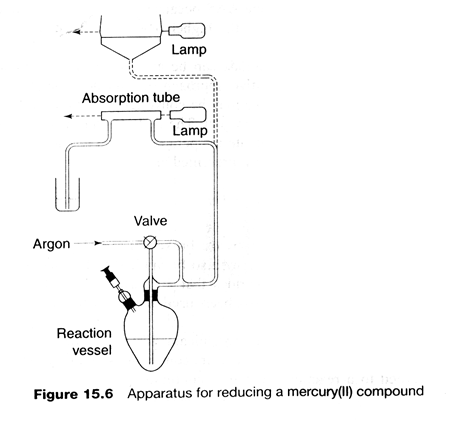 Lamp
Absorption tube
Lamp
Valve
Argon
Reaction
vessel
Figure 15.6 Apparatus for reducing a mercury(II) compound